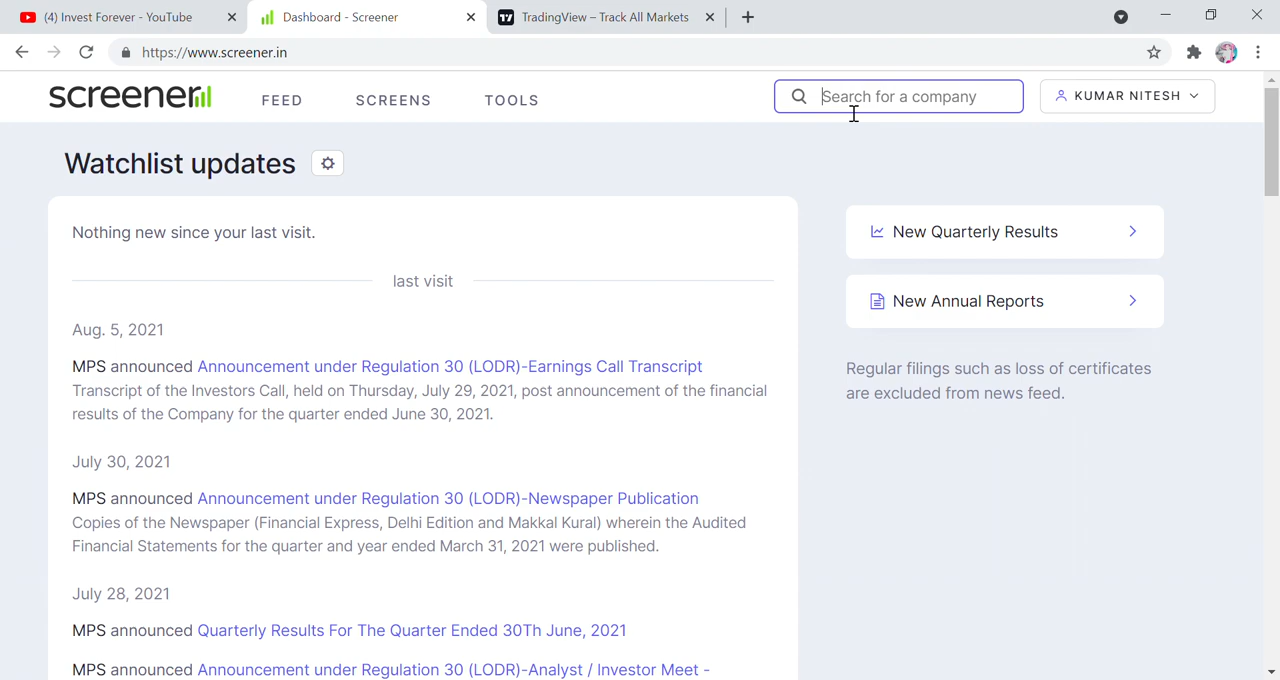 (4) Invest Forever - YouTube
Dashboard - Screener
TradingView – Track All Markets
https://www.screener.in
screener
FEED
SCREENS
TOOLS
Search for a company
KUMAR NITESH
Watchlist updates
Nothing new since your last visit.
last visit
Aug. 5, 2021
MPS announced Announcement under Regulation 30 (LODR)-Earnings Call Transcript
Transcript of the Investors Call, held on Thursday, July 29, 2021, post announcement of the financial
results of the Company for the quarter ended June 30, 2021.
July 30, 2021
MPS announced Announcement under Regulation 30 (LODR)-Newspaper Publication
Copies of the Newspaper (Financial Express, Delhi Edition and Makkal Kural) wherein the Audited
Financial Statements for the quarter and year ended March 31, 2021 were published.
July 28, 2021
MPS announced Quarterly Results For The Quarter Ended 30Th June, 2021
MPS announced Announcement under Regulation 30 (LODR)-Analyst / Investor Meet -
New Quarterly Results
New Annual Reports
Regular filings such as loss of certificates
are excluded from news feed.